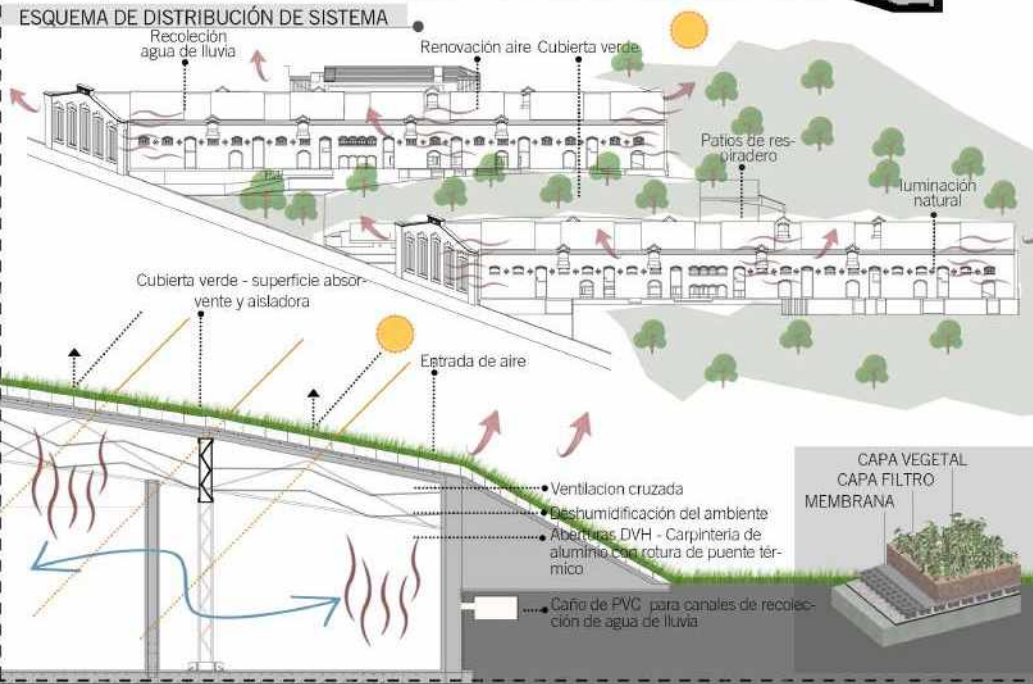 ESQUEMA DE DISTRIBUCIÓN DE SISTEMA
Recoleción
agua de lluvia
Renovación aire
Cubierta verde
Patios de res-
piradero
Iluminación
natural
Cubierta verde - superficie absor-
vente y aisladora
Entrada de aire
Ventilacion cruzada
Deshumidificación del ambiente
Aberturas DVH - Carpinteria de
aluminio con rotura de puente tér-
mico
Caño de PVC para canales de recolec-
ción de agua de lluvia
CAPA VEGETAL
CAPA FILTRO
MEMBRANA